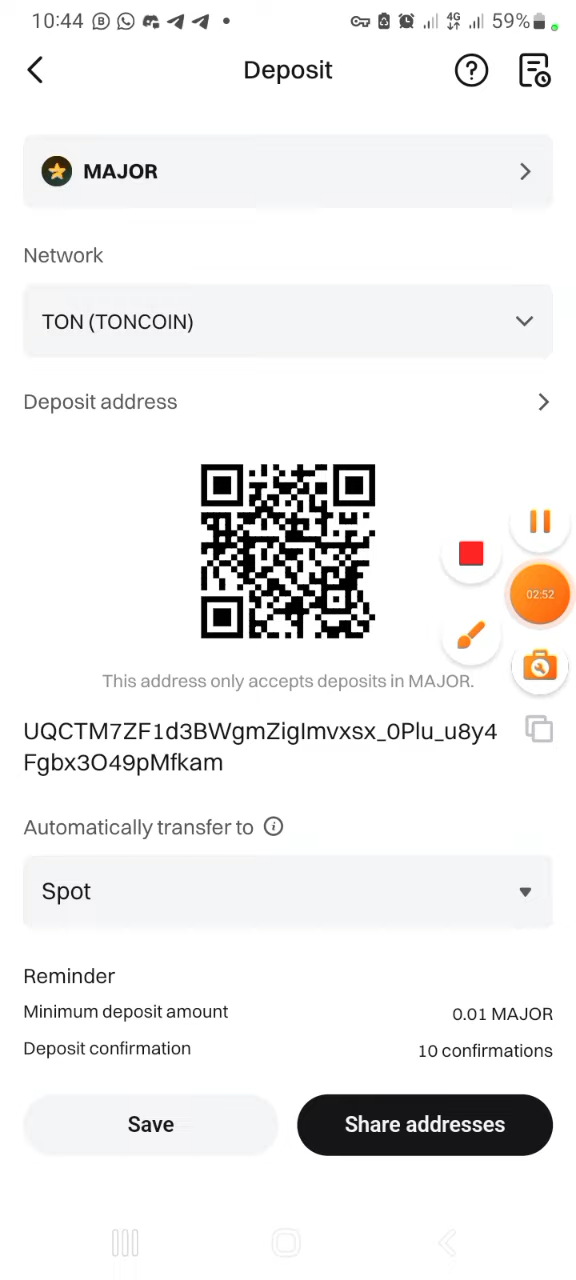 10:44
4G
59%
Deposit
MAJOR
Network
TON (TONCOIN)
Deposit address
02:52
This address only accepts deposits in MAJOR.
UQCTM7ZF1d3BWgmZigImvxsx_0Plu_u8y4
Fgbx3O49pMfkam
Automatically transfer to
Spot
Reminder
Minimum deposit amount 0.01 MAJOR
Deposit confirmation 10 confirmations
Save
Share addresses